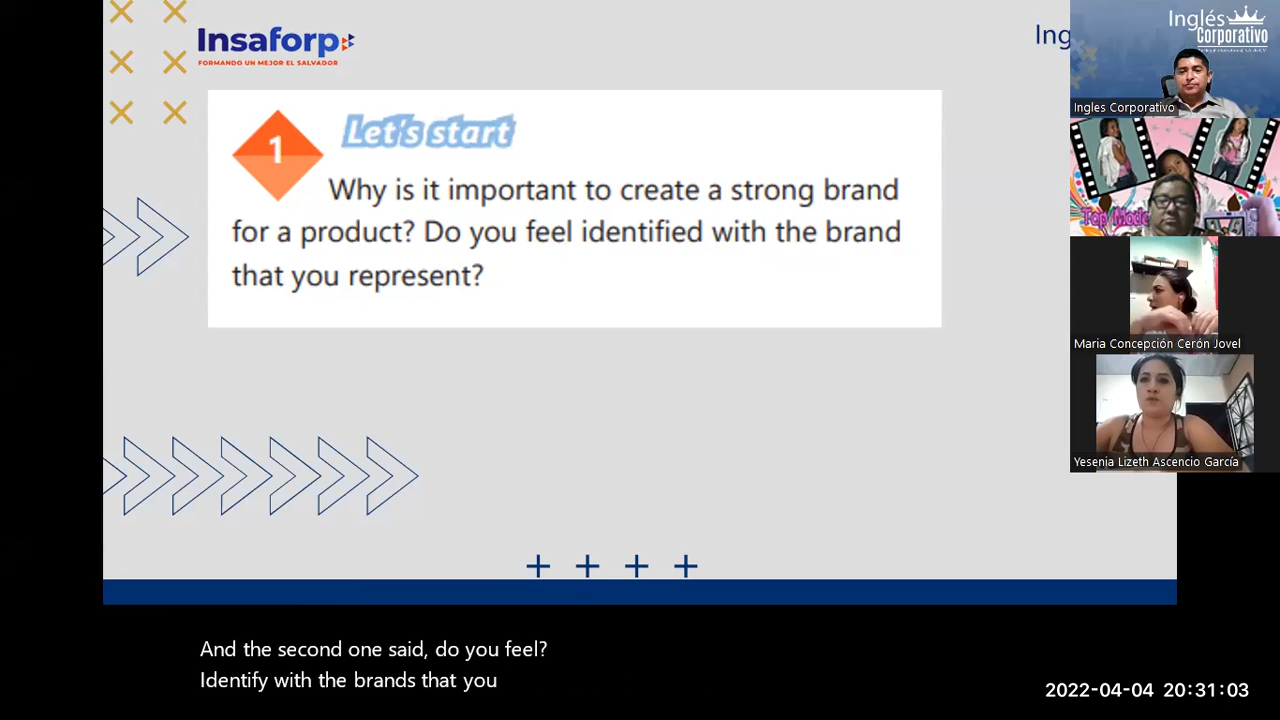 Insaforp
FORMANDO UN MEJOR EL SALVADOR
Ing
1
Let's start
Why is it important to create a strong brand
for a product? Do you feel identified with the brand
that you represent?
Inglés
Corporativo
Ingles Corporativo
Top Mode
Maria Concepción Cerón Jovel
Yesenia Lizeth Ascencio García
And the second one said, do you feel?
Identify with the brands that you
2022-04-04 20:31:03